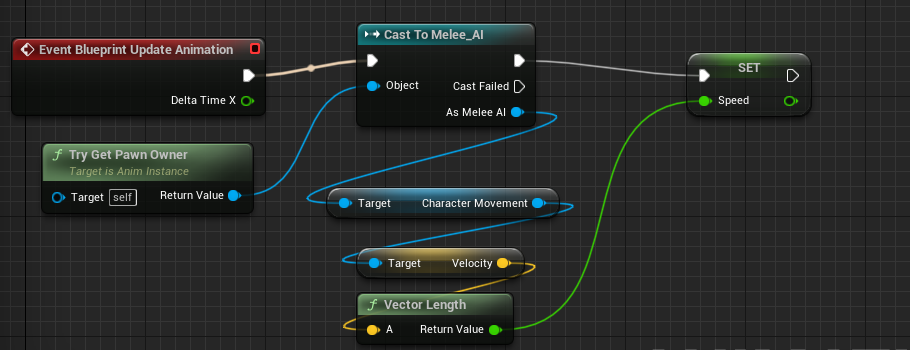 Event Blueprint Update Animation
Delta Time X
Cast To Melee_AI
Object
Cast Failed
As Melee AI
SET
Speed
f Try Get Pawn Owner
Target is Anim Instance
Target self
Return Value
Target
Character Movement
Target
Velocity
f Vector Length
A
Return Value